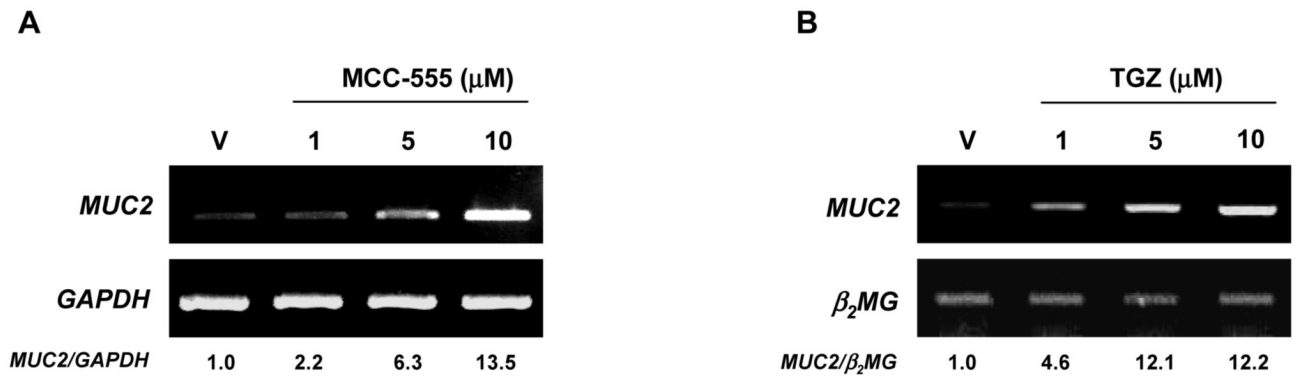 A
MCC-555 (μM)
V 1 5 10
MUC2
GAPDH
MUC2/GAPDH 1.0 2.2 6.3 13.5
B
TGZ (μM)
V 1 5 10
MUC2
β₂MG
MUC2/β₂MG 1.0 4.6 12.1 12.2